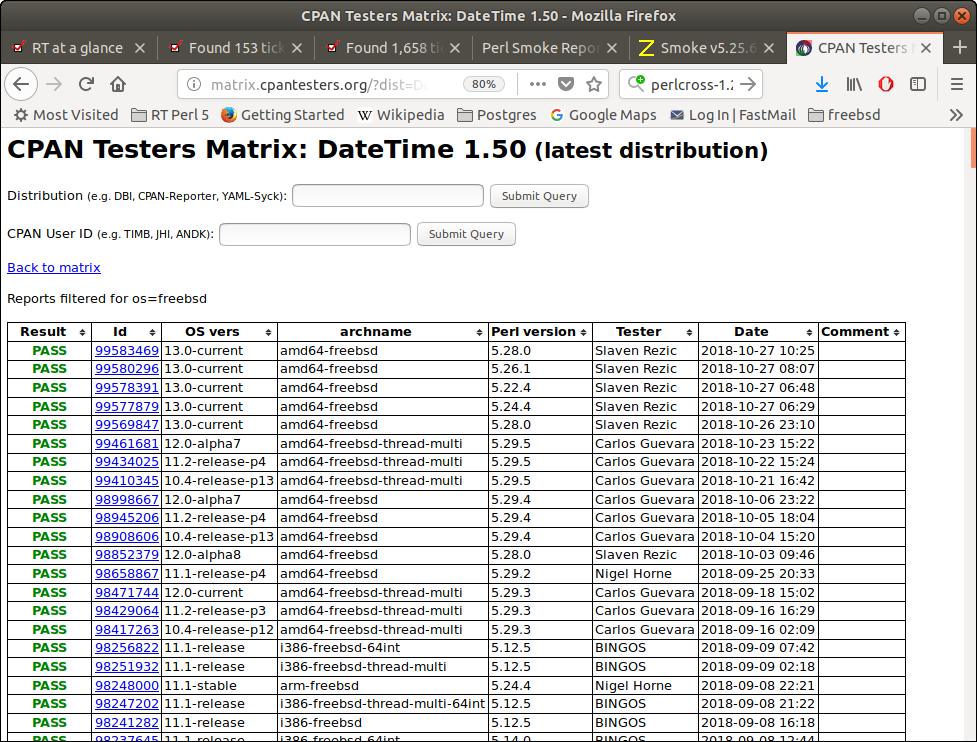 CPAN Testers Matrix: DateTime 1.50 - Mozilla Firefox
RT at a glance Found 153 tick Found 1,658 ti Perl Smoke Repor Smoke v5.25.6 CPAN Testers
matrix.cpantesters.org/?dist=D 80% perlcross-1.2
Most Visited RT Perl 5 Getting Started Wikipedia Postgres Google Maps Log In | FastMail freebsd
CPAN Testers Matrix: DateTime 1.50 (latest distribution)
Distribution (e.g. DBI, CPAN-Reporter, YAML-Syck): Submit Query
CPAN User ID (e.g. TIMB, JHI, ANDK): Submit Query
Back to matrix
Reports filtered for os=freebsd
Result Id OS vers archname Perl version Tester Date Comment
PASS 99583469 13.0-current amd64-freebsd 5.28.0 Slaven Rezic 2018-10-27 10:25
PASS 99580296 13.0-current amd64-freebsd 5.26.1 Slaven Rezic 2018-10-27 08:07
PASS 99578391 13.0-current amd64-freebsd 5.22.4 Slaven Rezic 2018-10-27 06:48
PASS 99577879 13.0-current amd64-freebsd 5.24.4 Slaven Rezic 2018-10-27 06:29
PASS 99569847 13.0-current amd64-freebsd 5.28.0 Slaven Rezic 2018-10-26 23:10
PASS 99461681 12.0-alpha7 amd64-freebsd-thread-multi 5.29.5 Carlos Guevara 2018-10-23 15:22
PASS 99434025 11.2-release-p4 amd64-freebsd-thread-multi 5.29.5 Carlos Guevara 2018-10-22 15:24
PASS 99410345 10.4-release-p13 amd64-freebsd-thread-multi 5.29.5 Carlos Guevara 2018-10-21 16:42
PASS 98998667 12.0-alpha7 amd64-freebsd 5.29.4 Carlos Guevara 2018-10-06 23:22
PASS 98945206 11.2-release-p4 amd64-freebsd 5.29.4 Carlos Guevara 2018-10-05 18:04
PASS 98908606 10.4-release-p13 amd64-freebsd 5.29.4 Carlos Guevara 2018-10-04 15:20
PASS 98852379 12.0-alpha8 amd64-freebsd 5.28.0 Slaven Rezic 2018-10-03 09:46
PASS 98658867 11.1-release-p4 amd64-freebsd 5.29.2 Nigel Horne 2018-09-25 20:33
PASS 98471744 12.0-current amd64-freebsd-thread-multi 5.29.3 Carlos Guevara 2018-09-18 15:02
PASS 98429064 11.2-release-p3 amd64-freebsd-thread-multi 5.29.3 Carlos Guevara 2018-09-16 16:29
PASS 98417263 10.4-release-p12 amd64-freebsd-thread-multi 5.29.3 Carlos Guevara 2018-09-16 02:09
PASS 98256822 11.1-release i386-freebsd-64int 5.12.5 BINGOS 2018-09-09 07:42
PASS 98251932 11.1-release i386-freebsd-thread-multi 5.12.5 BINGOS 2018-09-09 02:18
PASS 98248000 11.1-stable arm-freebsd 5.24.4 Nigel Horne 2018-09-08 22:21
PASS 98247202 11.1-release i386-freebsd-thread-multi-64int 5.12.5 BINGOS 2018-09-08 21:22
PASS 98241282 11.1-release i386-freebsd 5.12.5 BINGOS 2018-09-08 16:18
PASS 98237645 11.1-release i386-freebsd-64int 5.14.0 BINGOS 2018-09-08 12:44